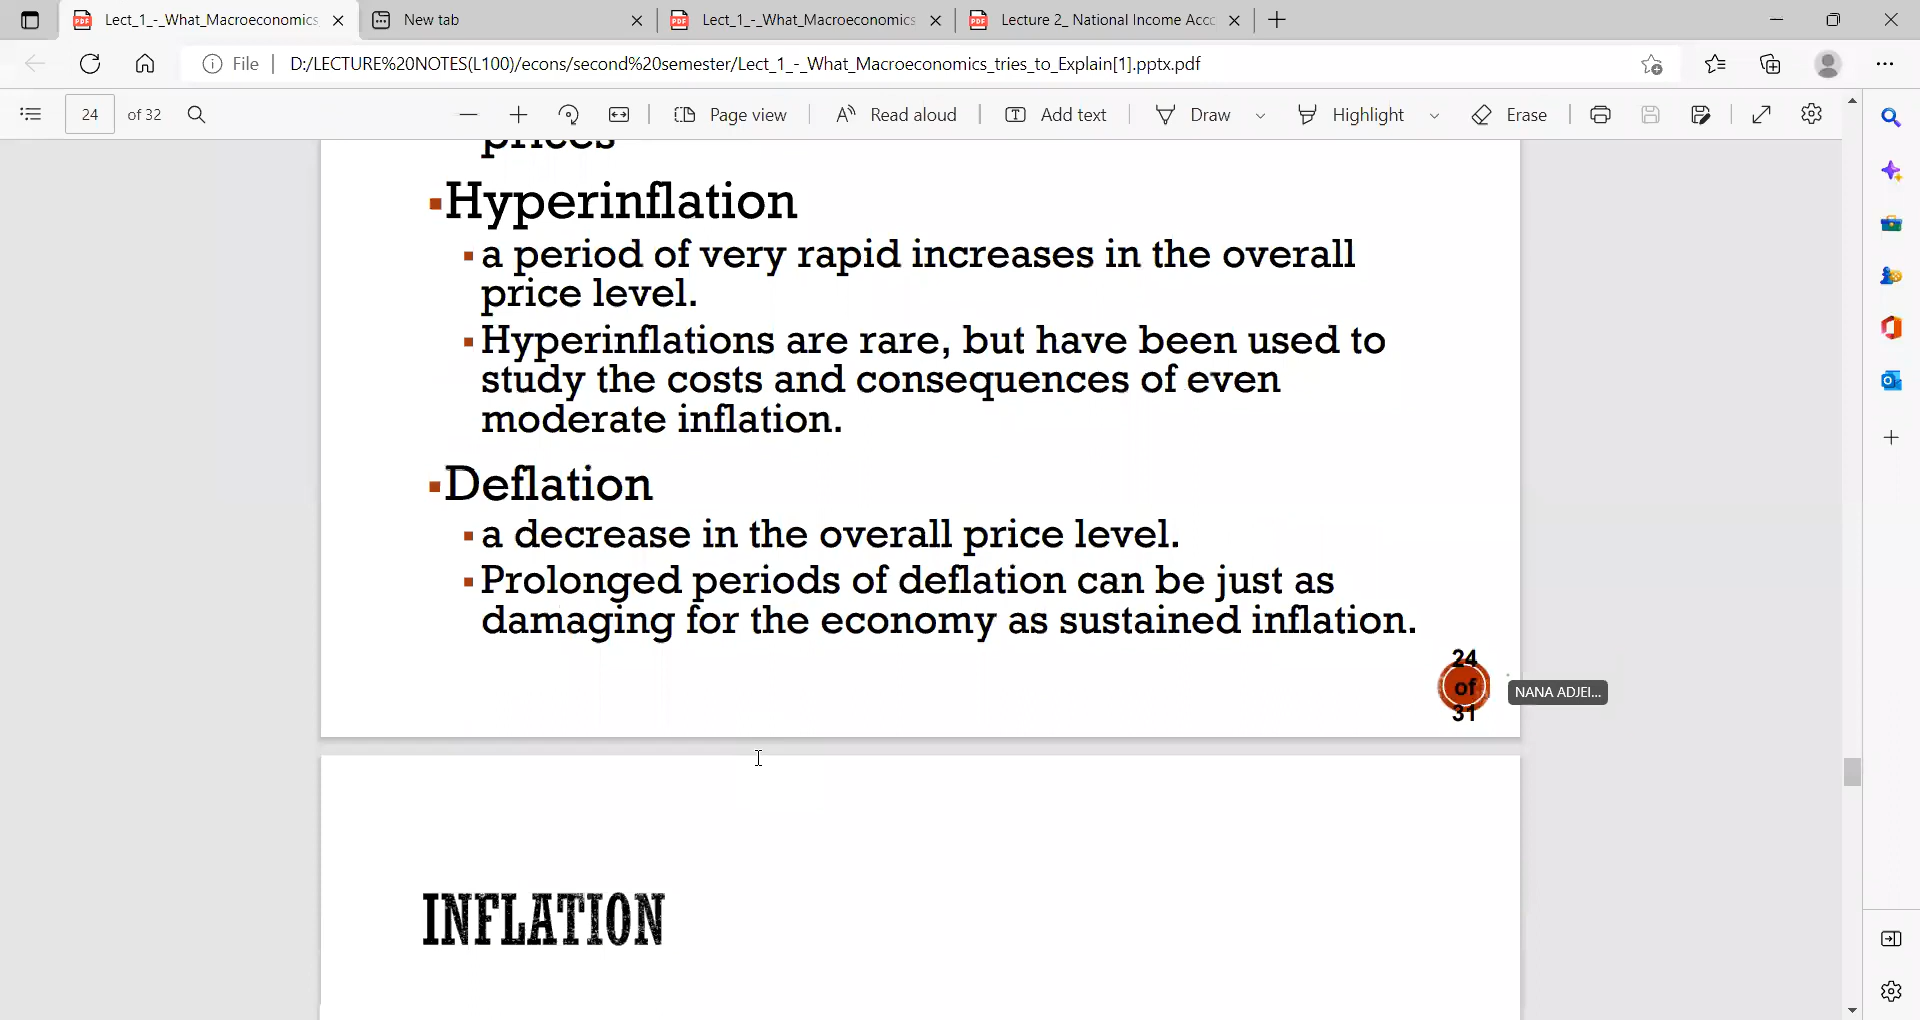 Lect_1_-_What_Macroeconomics
New tab
Lect_1_-_What_Macroeconomics
Lecture 2_ National Income Acco
File
D:/LECTURE%20NOTES(L100)/econs/second%20semester/Lect_1_-_What_Macroeconomics_tries_to_Explain[1].pptx.pdf
24 of 32
Page view
Read aloud
Add text
Draw
Highlight
Erase
prices
Hyperinflation
a period of very rapid increases in the overall
price level.
Hyperinflations are rare, but have been used to
study the costs and consequences of even
moderate inflation.
Deflation
a decrease in the overall price level.
Prolonged periods of deflation can be just as
damaging for the economy as sustained inflation.
24
of
31
NANA ADJEI...
INFLATION